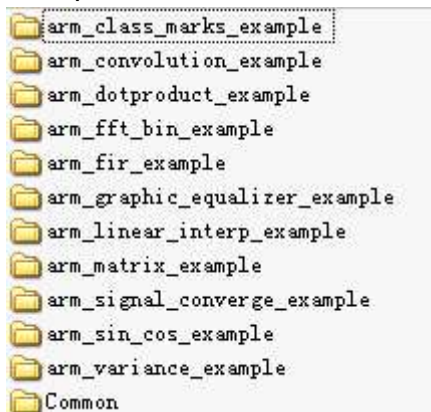 arm_class_marks_example
arm_convolution_example
arm_dotproduct_example
arm_fft_bin_example
arm_fir_example
arm_graphic_equalizer_example
arm_linear_interp_example
arm_matrix_example
arm_signal_converge_example
arm_sin_cos_example
arm_variance_example
Common